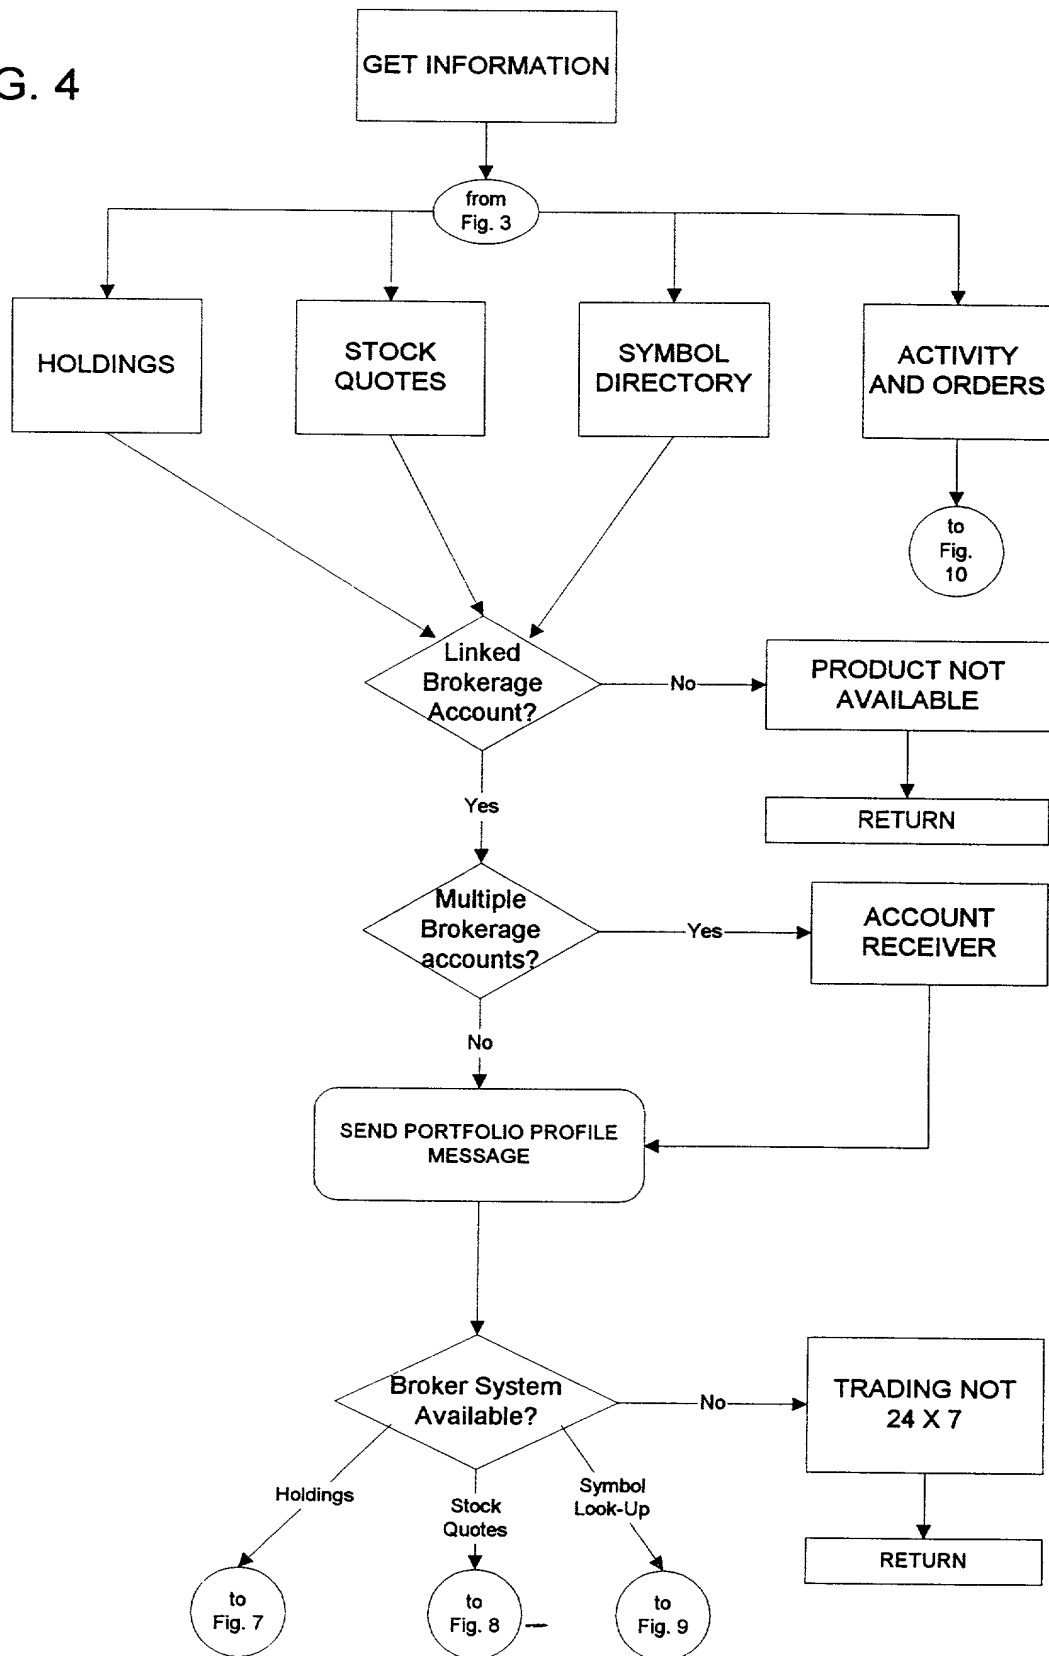 G. 4
GET INFORMATION
from
Fig. 3
HOLDINGS
STOCK
QUOTES
SYMBOL
DIRECTORY
ACTIVITY
AND ORDERS
to
Fig.
10
Linked
Brokerage
Account?
No
PRODUCT NOT
AVAILABLE
Yes
RETURN
Multiple
Brokerage
accounts?
Yes
ACCOUNT
RECEIVER
No
SEND PORTFOLIO PROFILE
MESSAGE
Broker System
Available?
No
TRADING NOT
24 X 7
Holdings
Stock
Quotes
Symbol
Look-Up
RETURN
to
Fig. 7
to
Fig. 8
to
Fig. 9